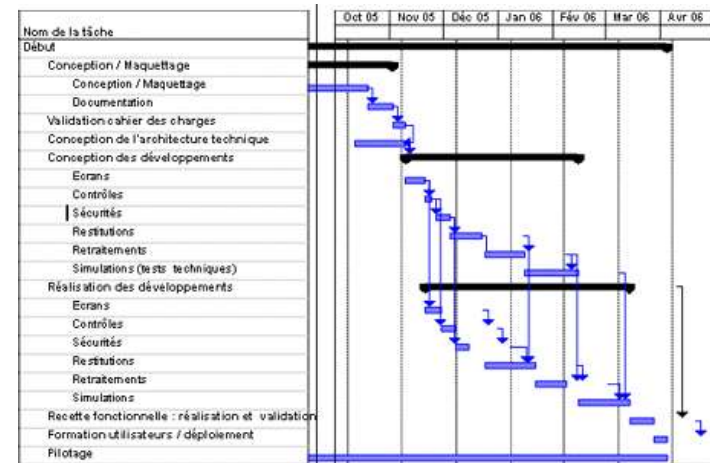 Oct 05 Nov 05 Déc 05 Jan 06 Fév 06 Mar 06 Avr 06
Nom de la tâche
Début
Conception / Maquettage
Conception / Maquettage
Documentation
Validation cahier des charges
Conception de l'architecture technique
Conception des développements
Ecrans
Contrôles
Sécurités
Restitutions
Retraitements
Simulations (tests techniques)
Réalisation des développements
Ecrans
Contrôles
Sécurités
Restitutions
Retraitements
Simulations
Recette fonctionnelle : réalisation et validation
Formation utilisateurs / déploiement
Pilotage